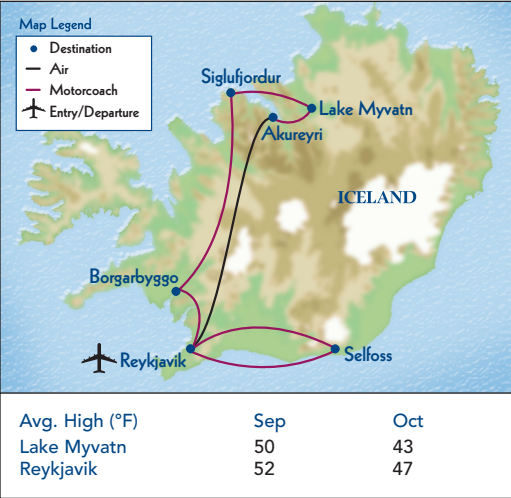 Map Legend
Destination
Air
Motorcoach
Entry/Departure
Siglufjordur
Lake Myvatn
Akureyri
ICELAND
Borgarbyggo
Reykjavik
Selfoss
Avg. High (°F) Sep Oct
Lake Myvatn 50 43
Reykjavik 52 47